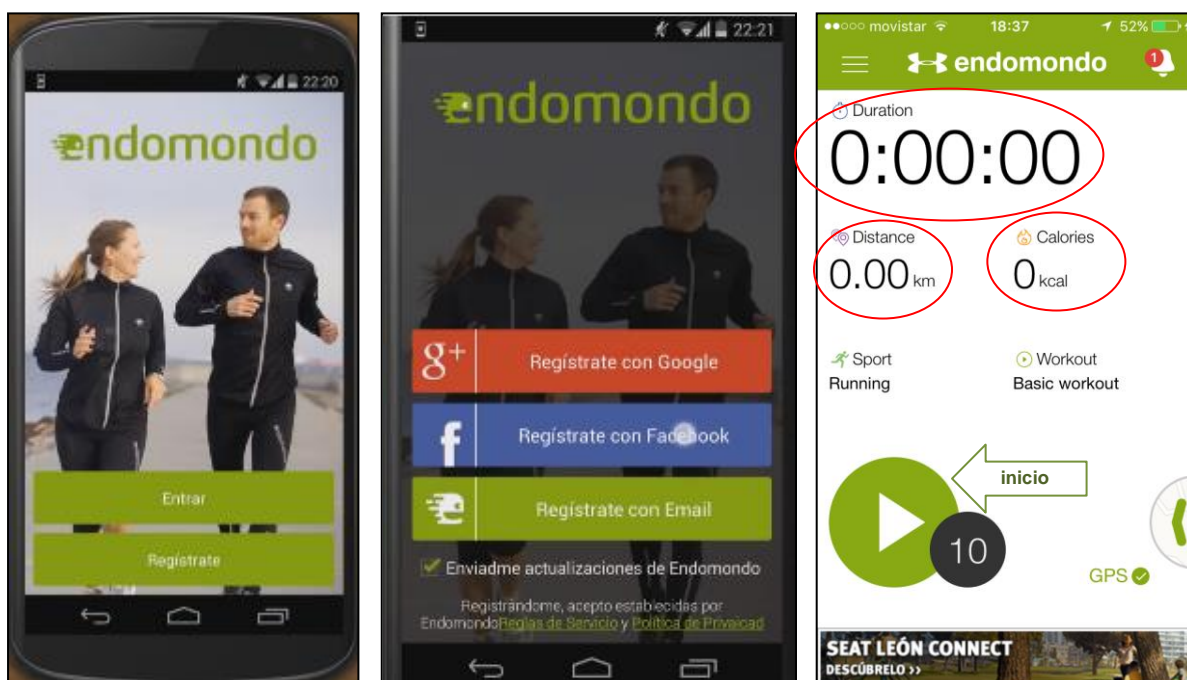 22:20
endomondo
Entrar
Regístrate
22:21
endomondo
g+ Regístrate con Google
f Regístrate con Facebook
Regístrate con Email
Enviadme actualizaciones de Endomondo
Registrándome, acepto establecidas por
EndomondoReglas de Servicio y Política de Privaicad
movistar 18:37 52%
endomondo 1
Duration
0:00:00
Distance Calories
0.00 km 0 kcal
Sport Workout
Running Basic workout
inicio
10
GPS
SEAT LEÓN CONNECT
DESCÚBRELO >>